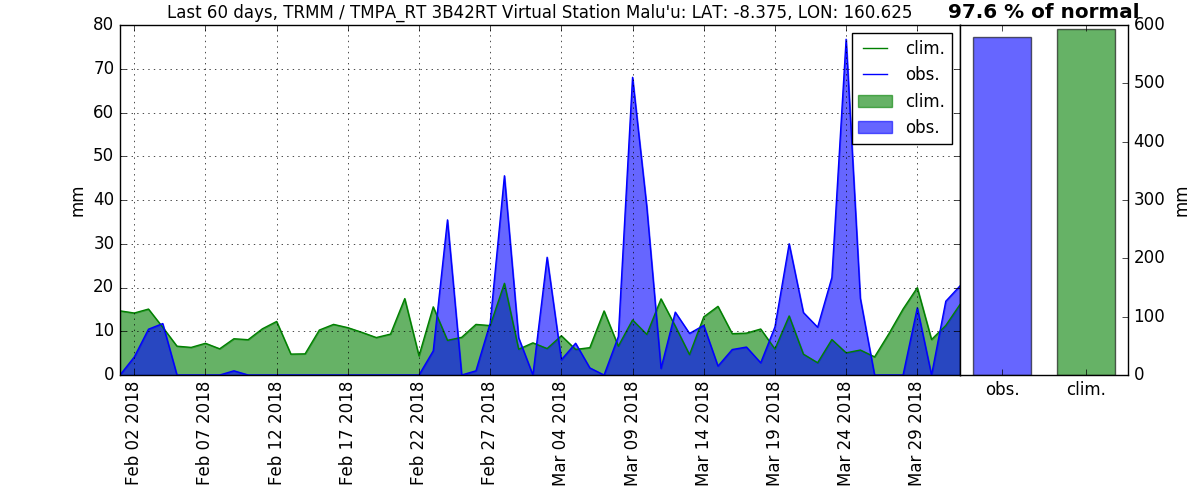 Last 60 days, TRMM / TMPA_RT 3B42RT Virtual Station Malu'u: LAT: -8.375, LON: 160.625
97.6 % of normal
80
70
60
50
40
30
20
10
0
mm
clim.
obs.
clim.
obs.
600
500
400
300
200
100
0
mm
obs.
clim.
Feb 02 2018
Feb 07 2018
Feb 12 2018
Feb 17 2018
Feb 22 2018
Feb 27 2018
Mar 04 2018
Mar 09 2018
Mar 14 2018
Mar 19 2018
Mar 24 2018
Mar 29 2018